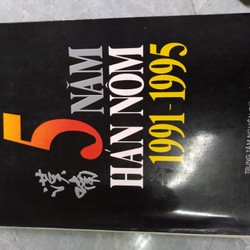 5 NĂM
漢喃
HÁN NÔM
1991-1995
TRUNG TÂM